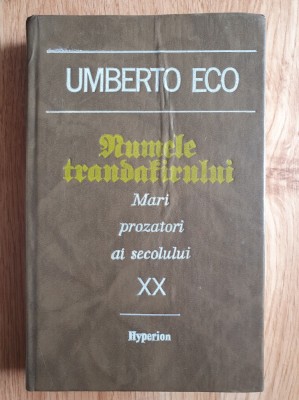 UMBERTO ECO
Numele
trandafirului
Mari
prozatori
ai secolului
XX
Hyperion